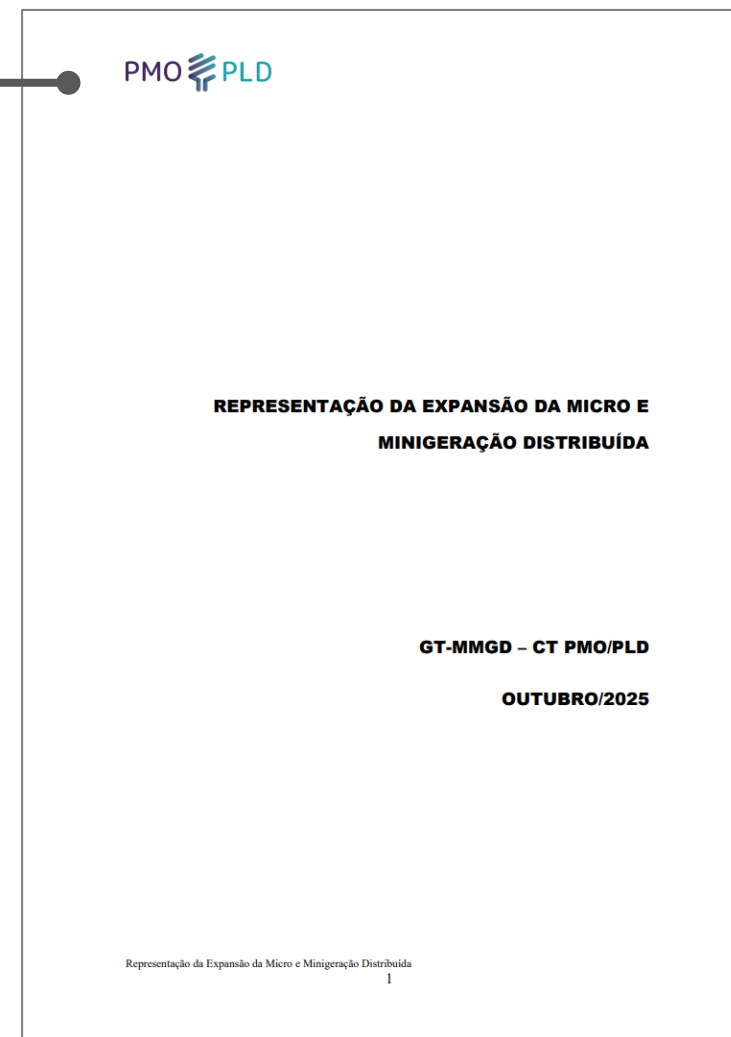 PMO PLD
REPRESENTAÇÃO DA EXPANSÃO DA MICRO E
MINIGERAÇÃO DISTRIBUÍDA
GT-MMGD – CT PMO/PLD
OUTUBRO/2025
Representação da Expansão da Micro e Minigeração Distribuída
1